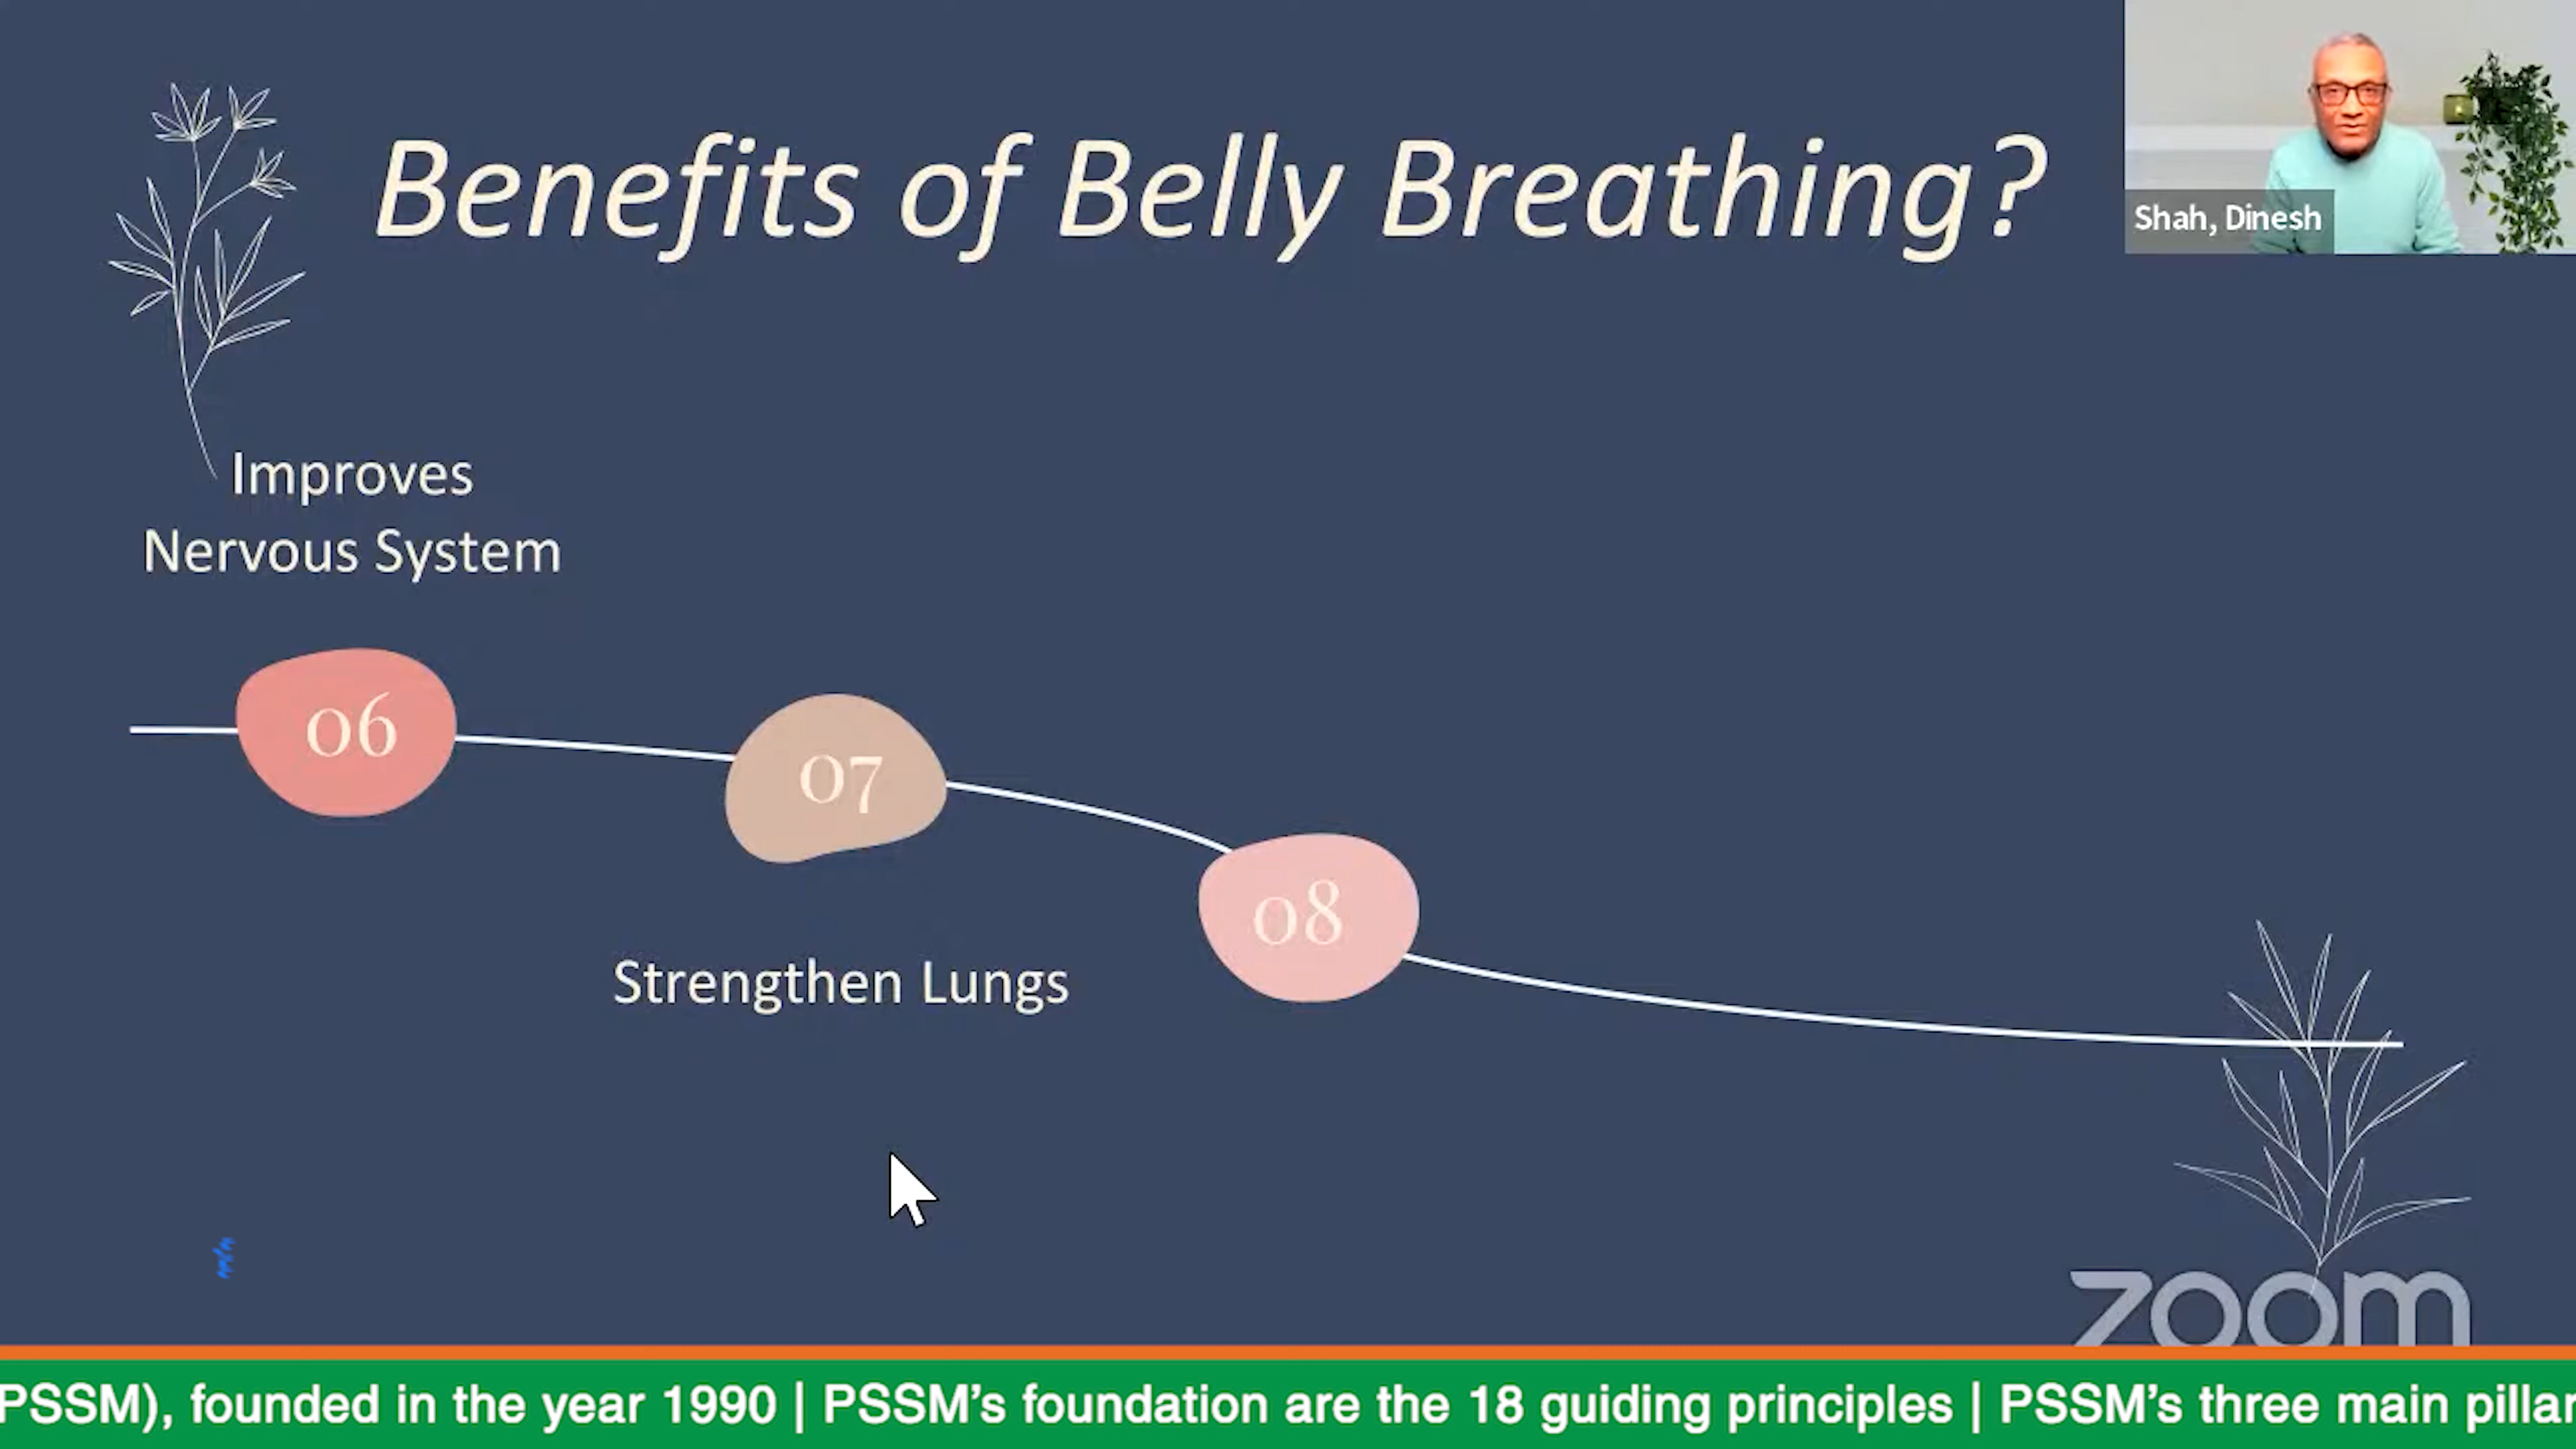 Benefits of Belly Breathing?
Shah, Dinesh
Improves
Nervous System
06
07
08
Strengthen Lungs
zoom
PSSM), founded in the year 1990 | PSSM's foundation are the 18 guiding principles | PSSM's three main pillar